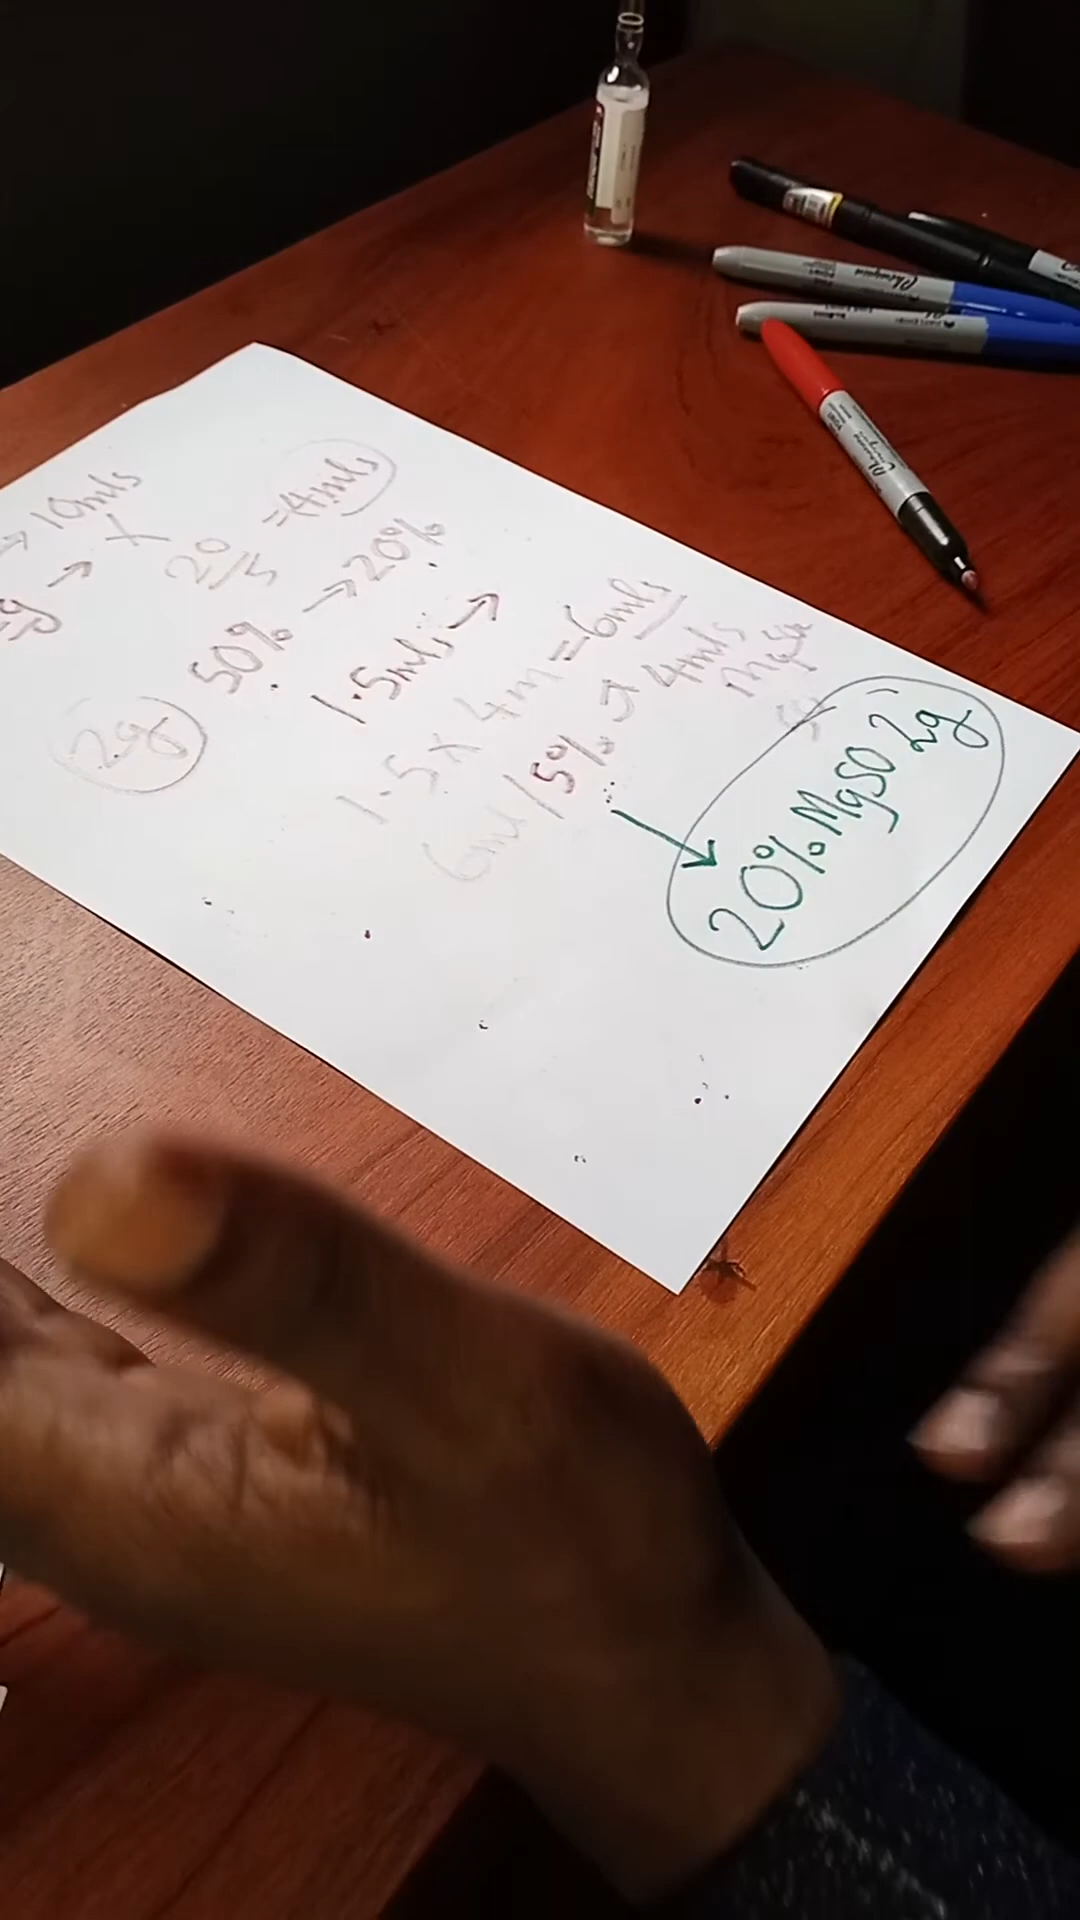 → 10mls
g → X
20/5 = 4mls
2g
50% → 20%
1.5mls →
1.5 x 4m = 6mls
6ml/5% → 4mls
MgSO
20% MgSO 2g